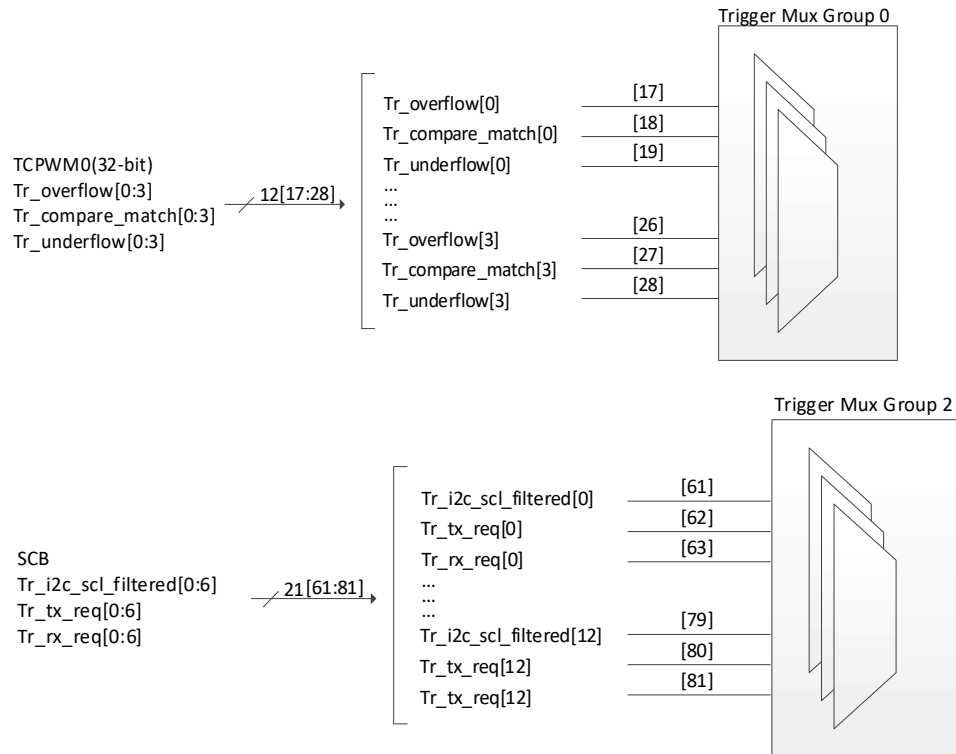 Trigger Mux Group 0
TCPWM0(32-bit)
Tr_overflow[0:3]
Tr_compare_match[0:3]
Tr_underflow[0:3]
12[17:28]
Tr_overflow[0] [17]
Tr_compare_match[0] [18]
Tr_underflow[0] [19]
...
...
...
Tr_overflow[3] [26]
Tr_compare_match[3] [27]
Tr_underflow[3] [28]
Trigger Mux Group 2
SCB
Tr_i2c_scl_filtered[0:6]
Tr_tx_req[0:6]
Tr_rx_req[0:6]
21[61:81]
Tr_i2c_scl_filtered[0] [61]
Tr_tx_req[0] [62]
Tr_rx_req[0] [63]
...
...
...
Tr_i2c_scl_filtered[12] [79]
Tr_tx_req[12] [80]
Tr_tx_req[12] [81]